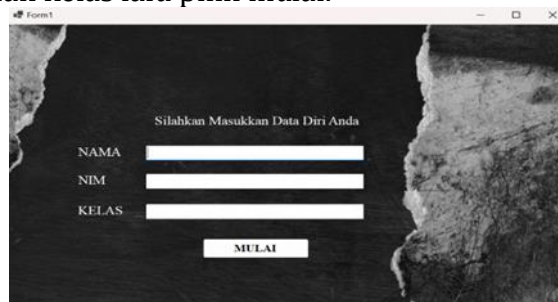 Form1
Silahkan Masukkan Data Diri Anda
NAMA
NIM
KELAS
MULAI